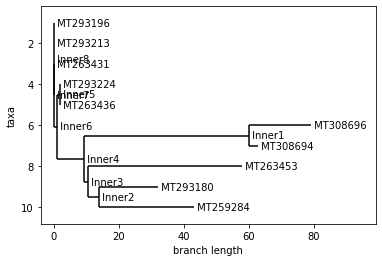 MT293196
2
MT293213
Inner8
MT263431
4
MT293224
Inner5
Inner7
MT263436
6
Inner6
MT308696
Inner1
taxa
MT308694
Inner4
8
MT263453
Inner3
MT293180
Inner2
10
MT259284
0
20
40
60
80
branch length